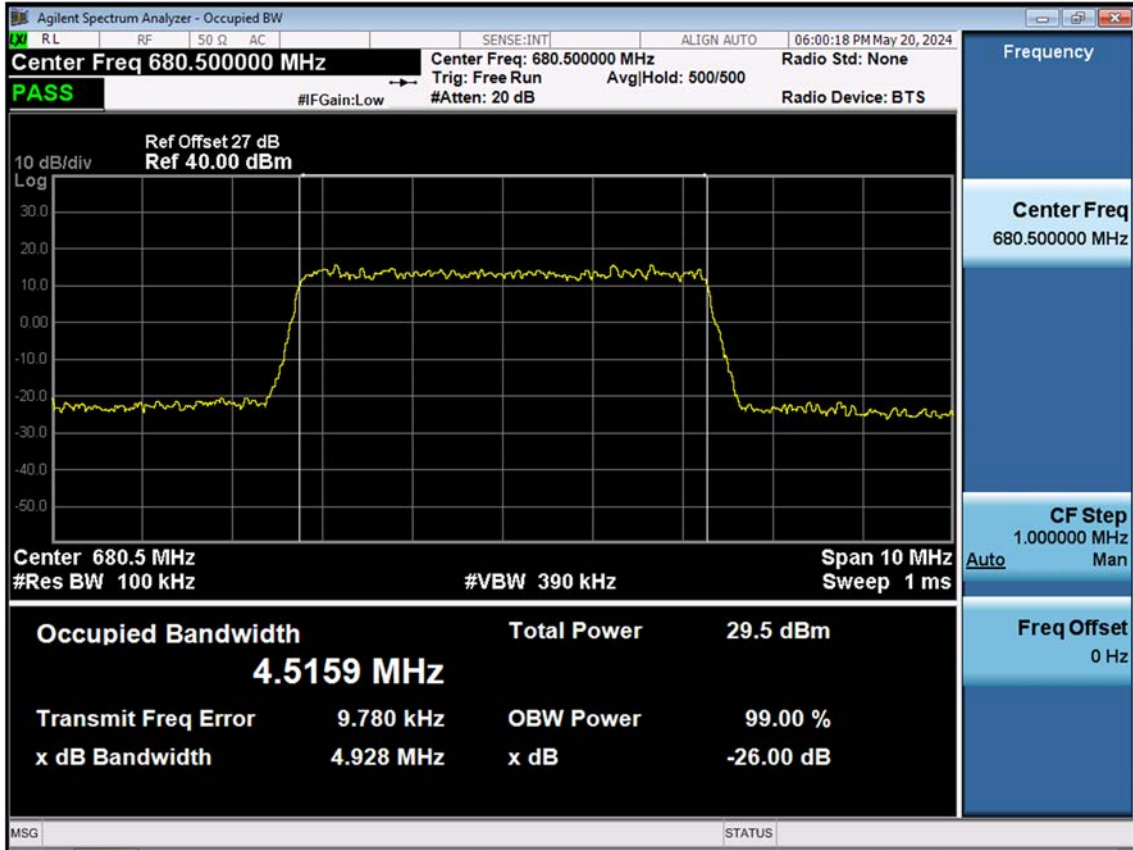 Agilent Spectrum Analyzer - Occupied BW
LXI RL RF 50 Ω AC SENSE:INT ALIGN AUTO 06:00:18 PM May 20, 2024
Center Freq 680.500000 MHz
PASS
#IFGain:Low
Center Freq: 680.500000 MHz
Trig: Free Run Avg|Hold: 500/500
#Atten: 20 dB
Radio Std: None
Radio Device: BTS
Ref Offset 27 dB
10 dB/div Ref 40.00 dBm
Log
30.0
20.0
10.0
0.00
-10.0
-20.0
-30.0
-40.0
-50.0
Center 680.5 MHz Span 10 MHz
#Res BW 100 kHz #VBW 390 kHz Sweep 1 ms
Occupied Bandwidth Total Power 29.5 dBm
4.5159 MHz
Transmit Freq Error 9.780 kHz OBW Power 99.00 %
x dB Bandwidth 4.928 MHz x dB -26.00 dB
MSG STATUS
Frequency
Center Freq
680.500000 MHz
CF Step
1.000000 MHz
Auto Man
Freq Offset
0 Hz